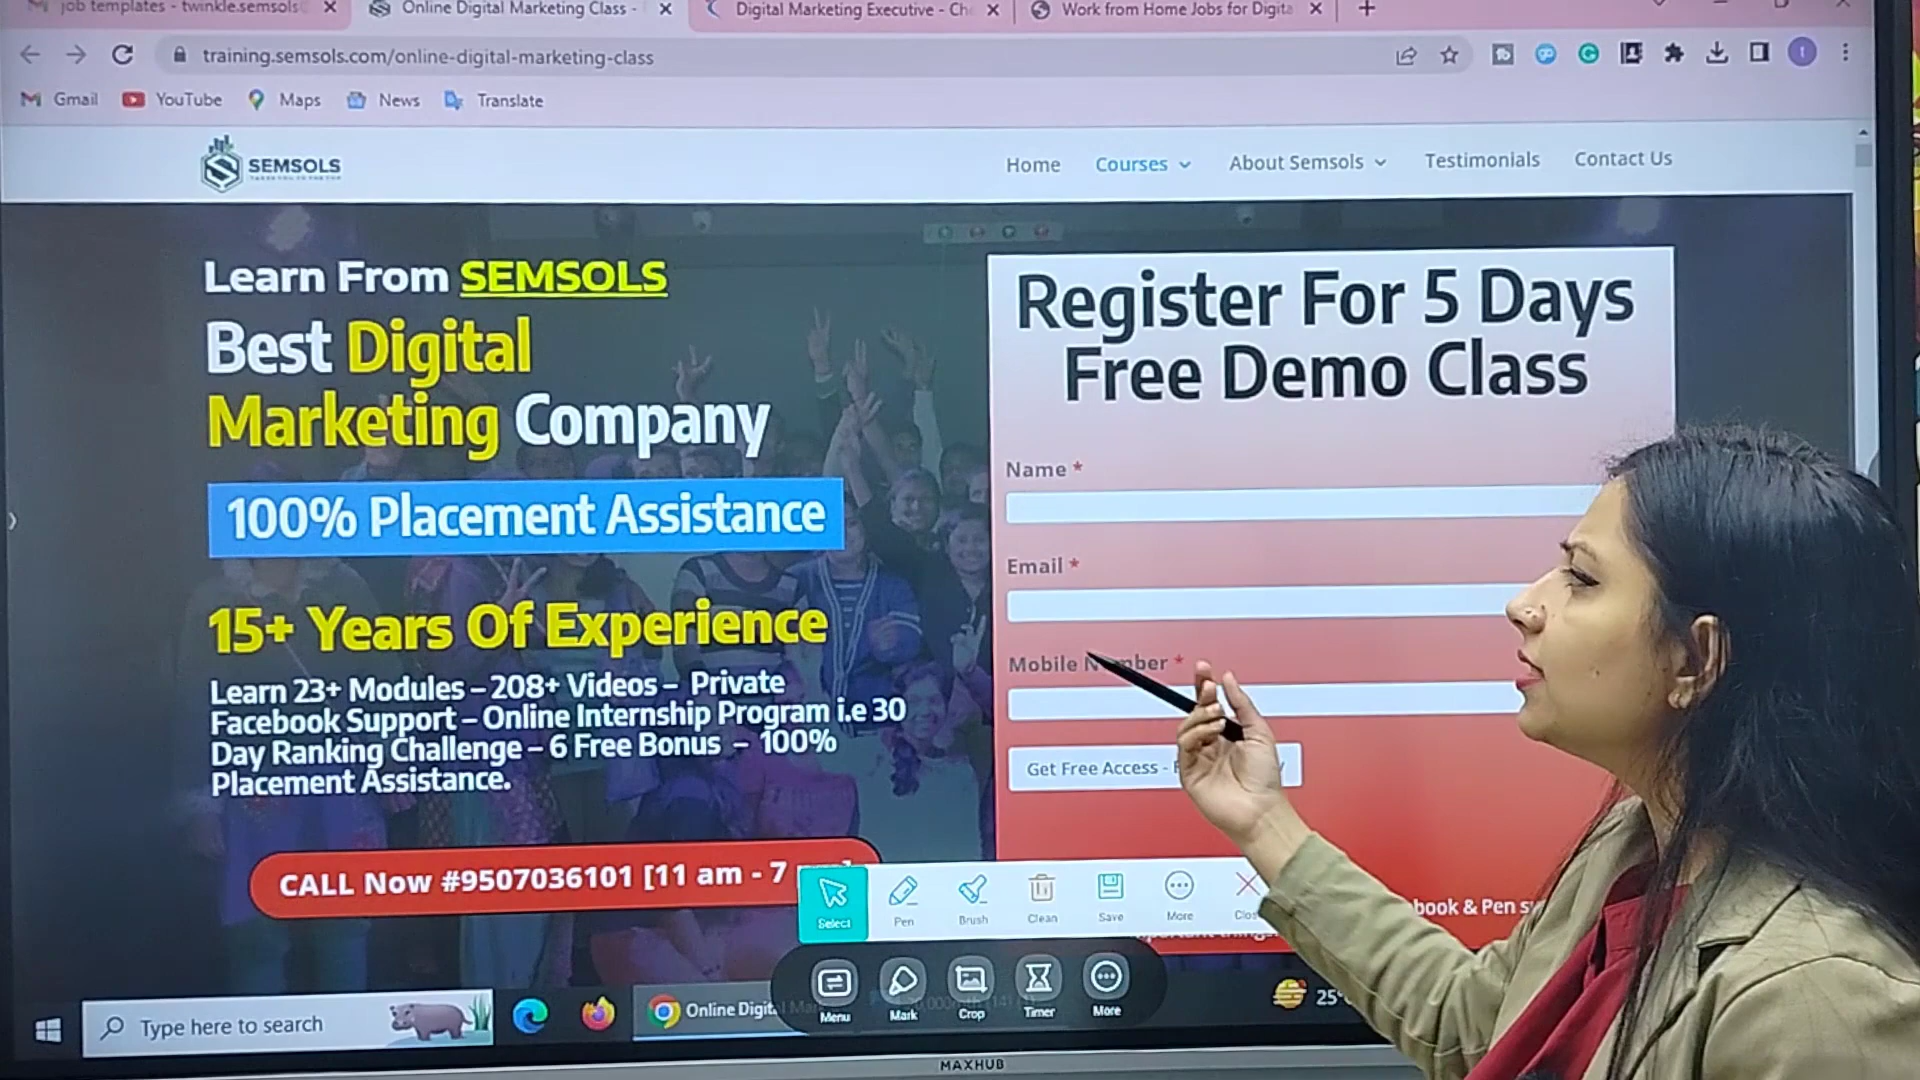 job templates - twinkle.semsols
Online Digital Marketing Class -
Digital Marketing Executive - Ch
Work from Home Jobs for Digita
training.semsols.com/online-digital-marketing-class
Gmail
YouTube
Maps
News
Translate
SEMSOLS
Home
Courses
About Semsols
Testimonials
Contact Us
Learn From SEMSOLS
Best Digital
Marketing Company
100% Placement Assistance
15+ Years Of Experience
Learn 23+ Modules – 208+ Videos – Private
Facebook Support – Online Internship Program i.e 30
Day Ranking Challenge – 6 Free Bonus – 100%
Placement Assistance.
CALL Now #9507036101 [11 am - 7
Register For 5 Days
Free Demo Class
Name *
Email *
Mobile Number *
Get Free Access -
book & Pen
Select
Pen
Brush
Clean
Save
More
Clos
Menu
Mark
Crop
Timer
More
Type here to search
Online Digit
25°
MAXHUB